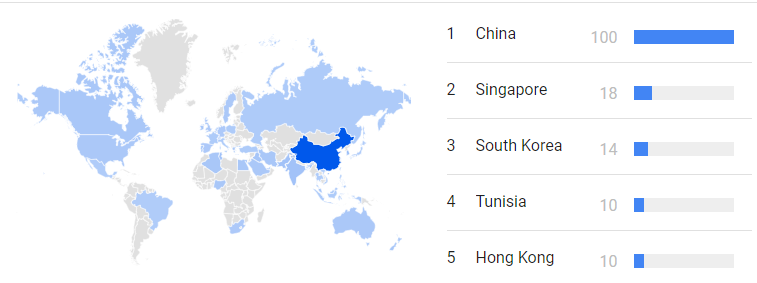 1 China 100
2 Singapore 18
3 South Korea 14
4 Tunisia 10
5 Hong Kong 10